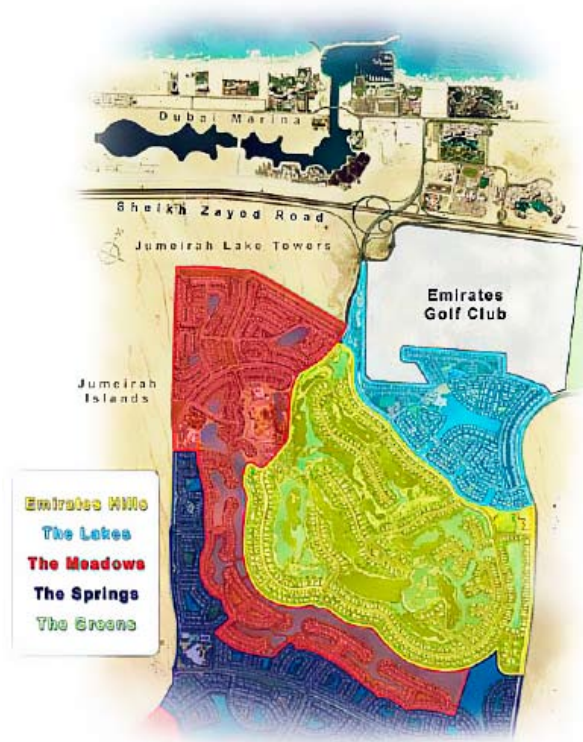 Dubai Marina
Sheikh Zayed Road
Jumeirah Lake Towers
Emirates
Golf Club
Jumeirah
Islands
Emirates Hills
The Lakes
The Meadows
The Springs
The Greens